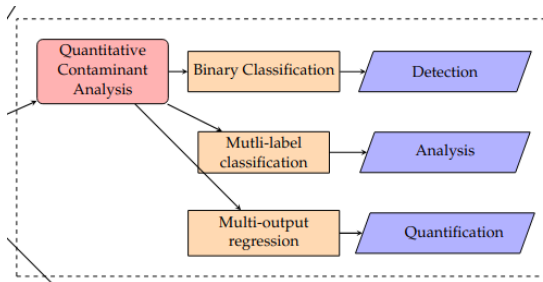 Quantitative
Contaminant
Analysis
Binary Classification
Detection
Mutli-label
classification
Analysis
Multi-output
regression
Quantification